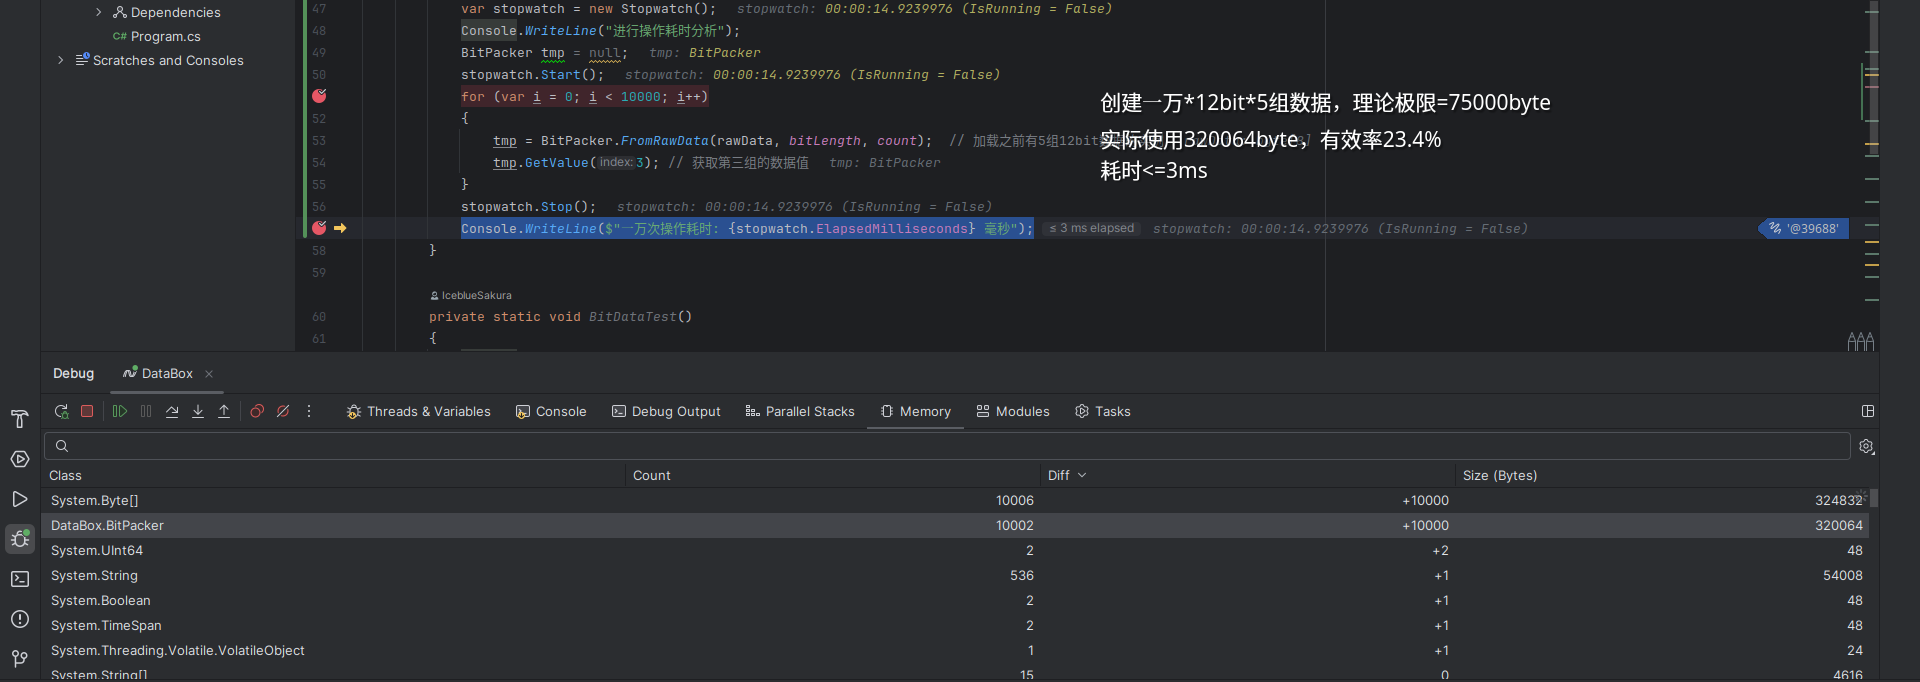 Dependencies
C# Program.cs
Scratches and Consoles
47 var stopwatch = new Stopwatch(); stopwatch: 00:00:14.9239976 (IsRunning = False)
48 Console.WriteLine("进行操作耗时分析");
49 BitPacker tmp = null; tmp: BitPacker
50 stopwatch.Start(); stopwatch: 00:00:14.9239976 (IsRunning = False)
for (var i = 0; i < 10000; i++)
52 {
53 tmp = BitPacker.FromRawData(rawData, bitLength, count); // 加载之前有5组12bit
54 tmp.GetValue(index: 3); // 获取第三组的数据值 tmp: BitPacker
55 }
56 stopwatch.Stop(); stopwatch: 00:00:14.9239976 (IsRunning = False)
Console.WriteLine($"一万次操作耗时: {stopwatch.ElapsedMilliseconds} 毫秒"); ≤ 3 ms elapsed stopwatch: 00:00:14.9239976 (IsRunning = False) '@39688'
58 }
59
IceblueSakura
60 private static void BitDataTest()
61 {
创建一万*12bit*5组数据，理论极限=75000byte
实际使用320064byte，有效率23.4%
耗时<=3ms
Debug DataBox
Threads & Variables Console Debug Output Parallel Stacks Memory Modules Tasks
Class Count Diff Size (Bytes)
System.Byte[] 10006 +10000 324832
DataBox.BitPacker 10002 +10000 320064
System.UInt64 2 +2 48
System.String 536 +1 54008
System.Boolean 2 +1 48
System.TimeSpan 2 +1 48
System.Threading.Volatile.VolatileObject 1 +1 24
System.String[] 15 0 4616